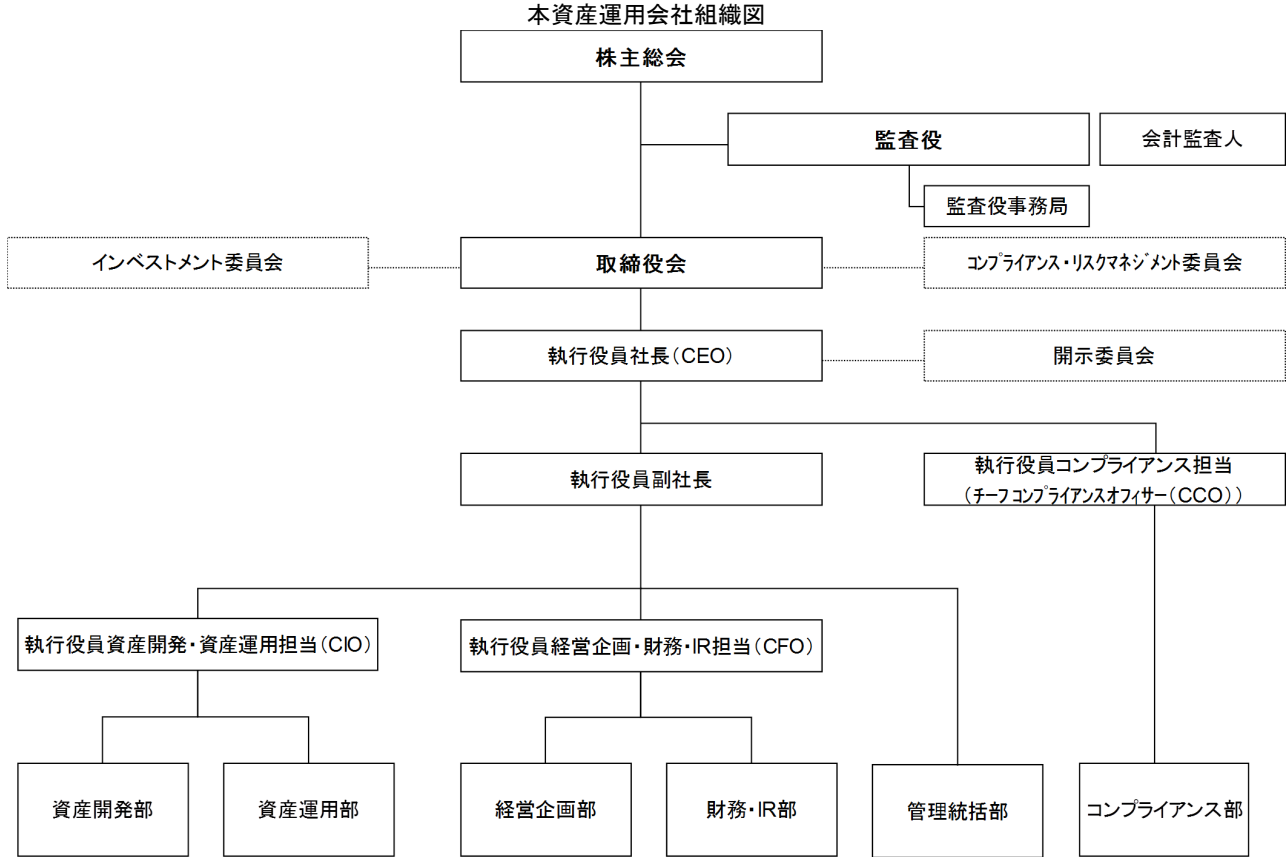 本資産運用会社組織図
株主総会
監査役
会計監査人
監査役事務局
インベストメント委員会
取締役会
コンプライアンス・リスクマネジメント委員会
執行役員社長（CEO）
開示委員会
執行役員副社長
執行役員コンプライアンス担当
（チーフコンプライアンスオフィサー（CCO））
執行役員資産開発・資産運用担当（CIO）
執行役員経営企画・財務・IR担当（CFO）
資産開発部
資産運用部
経営企画部
財務・IR部
管理統括部
コンプライアンス部